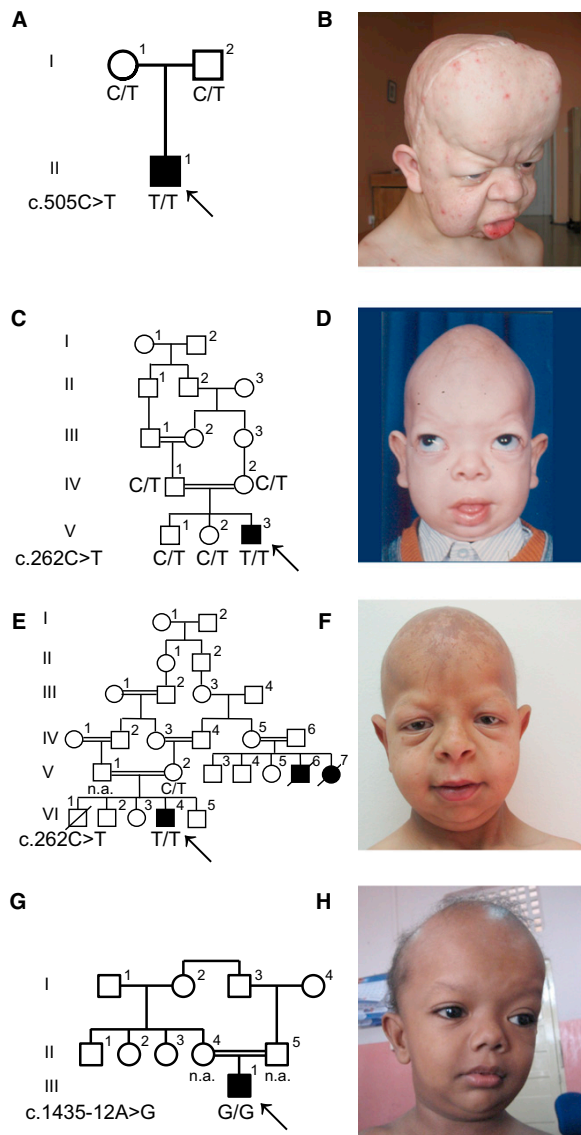 A B
I 1 2
C/T C/T
II 1
c.505C>T T/T
C D
I 1 2
II 1 2 3
III 1 2 3
IV C/T 1 2 C/T
V 1 2 3
c.262C>T C/T C/T T/T
E F
I 1 2
II 1 2
III 1 2 3 4
IV 1 2 3 4 5 6
V 1 2 3 4 5 6 7
n.a. C/T
VI 1 2 3 4 5
c.262C>T T/T
G H
I 1 2 3 4
II 1 2 3 4 5
n.a. n.a.
III 1
c.1435-12A>G G/G